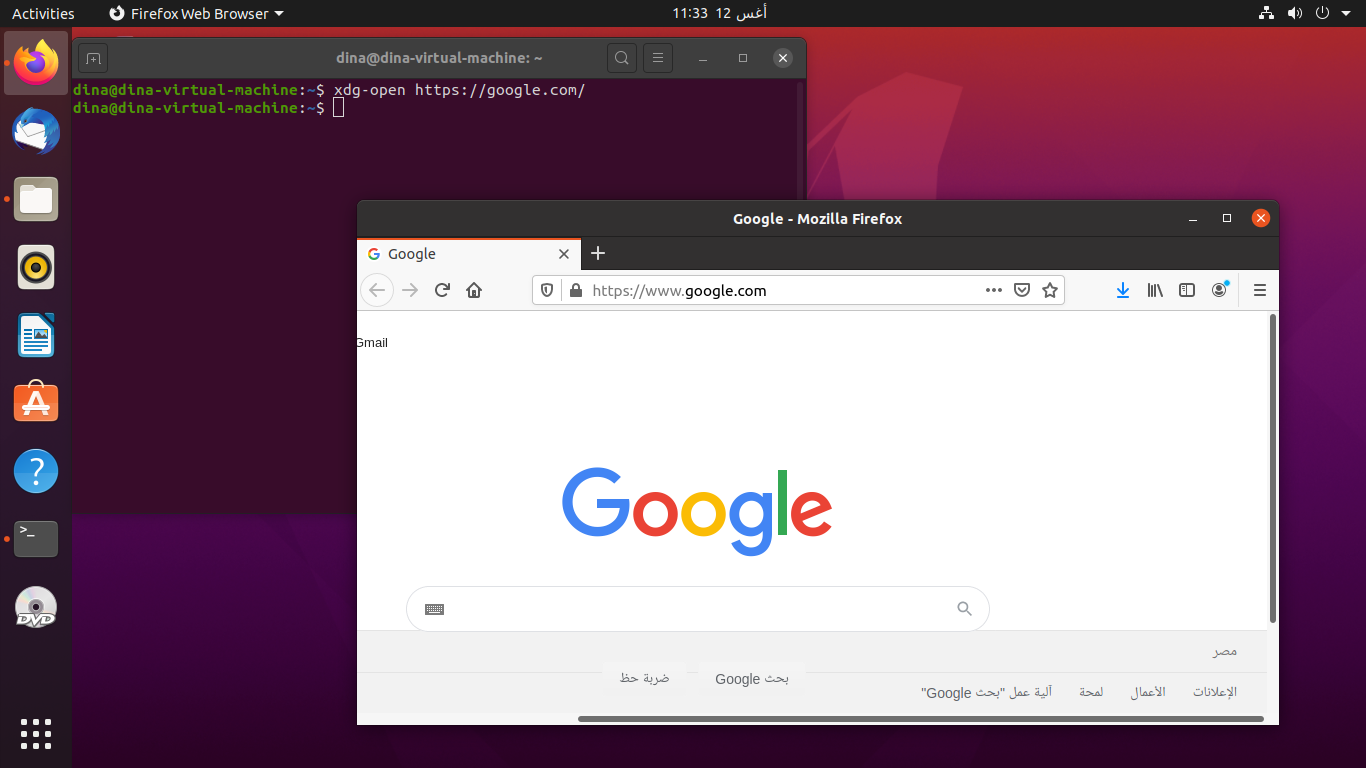 Activities
Firefox Web Browser
11:33 12 أغس
dina@dina-virtual-machine: ~
dina@dina-virtual-machine:~$ xdg-open https://google.com/
dina@dina-virtual-machine:~$
Google - Mozilla Firefox
Google
https://www.google.com
Gmail
Google
مصر
بحث Google
ضربة حظ
الإعلانات
الأعمال
لمحة
آلية عمل "بحث Google"
>_
DVD